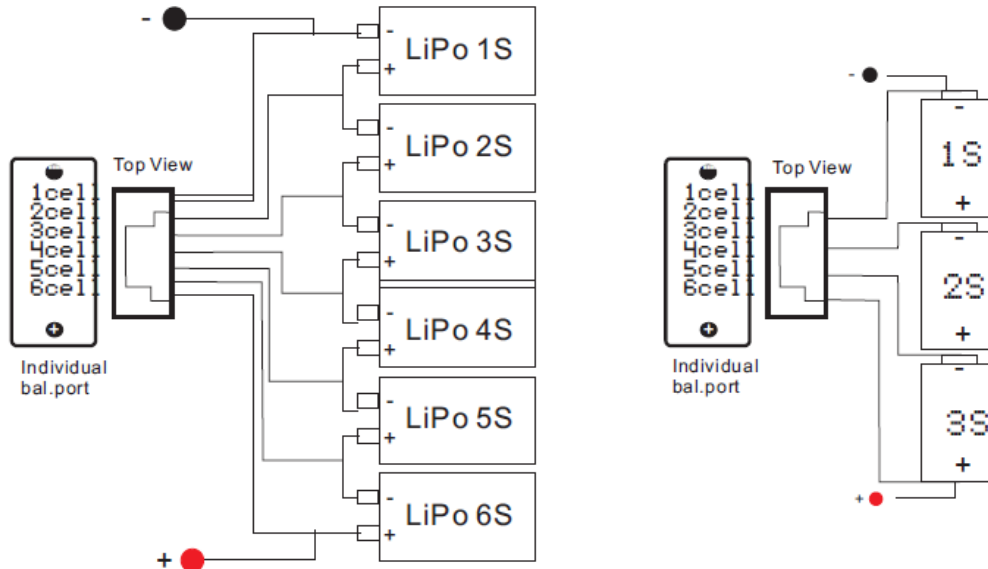 -
-
LiPo 1S
+
-
LiPo 2S
+
Top View
1cell
2cell
3cell
4cell
5cell
6cell
-
LiPo 3S
+
-
LiPo 4S
+
Individual
bal.port
-
LiPo 5S
+
-
LiPo 6S
+
+
-
-
1S
+
Top View
1cell
2cell
3cell
4cell
5cell
6cell
-
2S
+
Individual
bal.port
-
3S
+
+